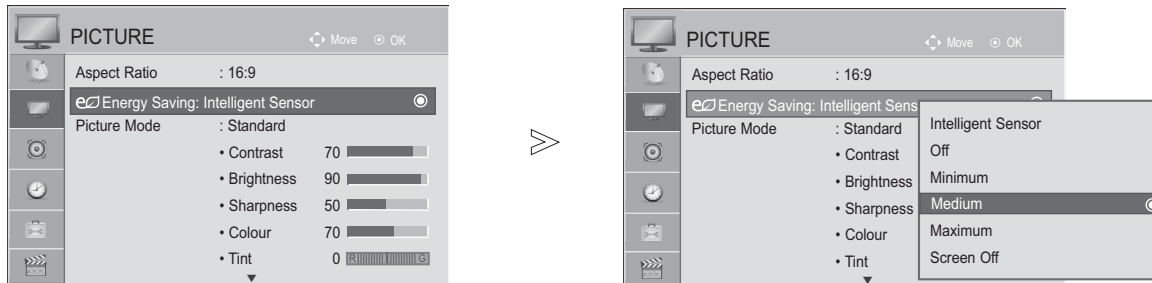 PICTURE
Move OK
Aspect Ratio : 16:9
Energy Saving: Intelligent Sensor
Picture Mode : Standard
• Contrast 70
• Brightness 90
• Sharpness 50
• Colour 70
• Tint 0 R G
PICTURE
Move OK
Aspect Ratio : 16:9
Energy Saving: Intelligent Sens
Picture Mode : Standard
• Contrast
• Brightness
• Sharpness
• Colour
• Tint
Intelligent Sensor
Off
Minimum
Medium
Maximum
Screen Off